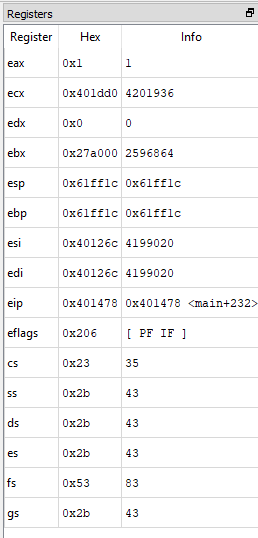 Registers
Register Hex Info
eax 0x1 1
ecx 0x401dd0 4201936
edx 0x0 0
ebx 0x27a000 2596864
esp 0x61ff1c 0x61ff1c
ebp 0x61ff1c 0x61ff1c
esi 0x40126c 4199020
edi 0x40126c 4199020
eip 0x401478 0x401478 <main+232>
eflags 0x206 [ PF IF ]
cs 0x23 35
ss 0x2b 43
ds 0x2b 43
es 0x2b 43
fs 0x53 83
gs 0x2b 43